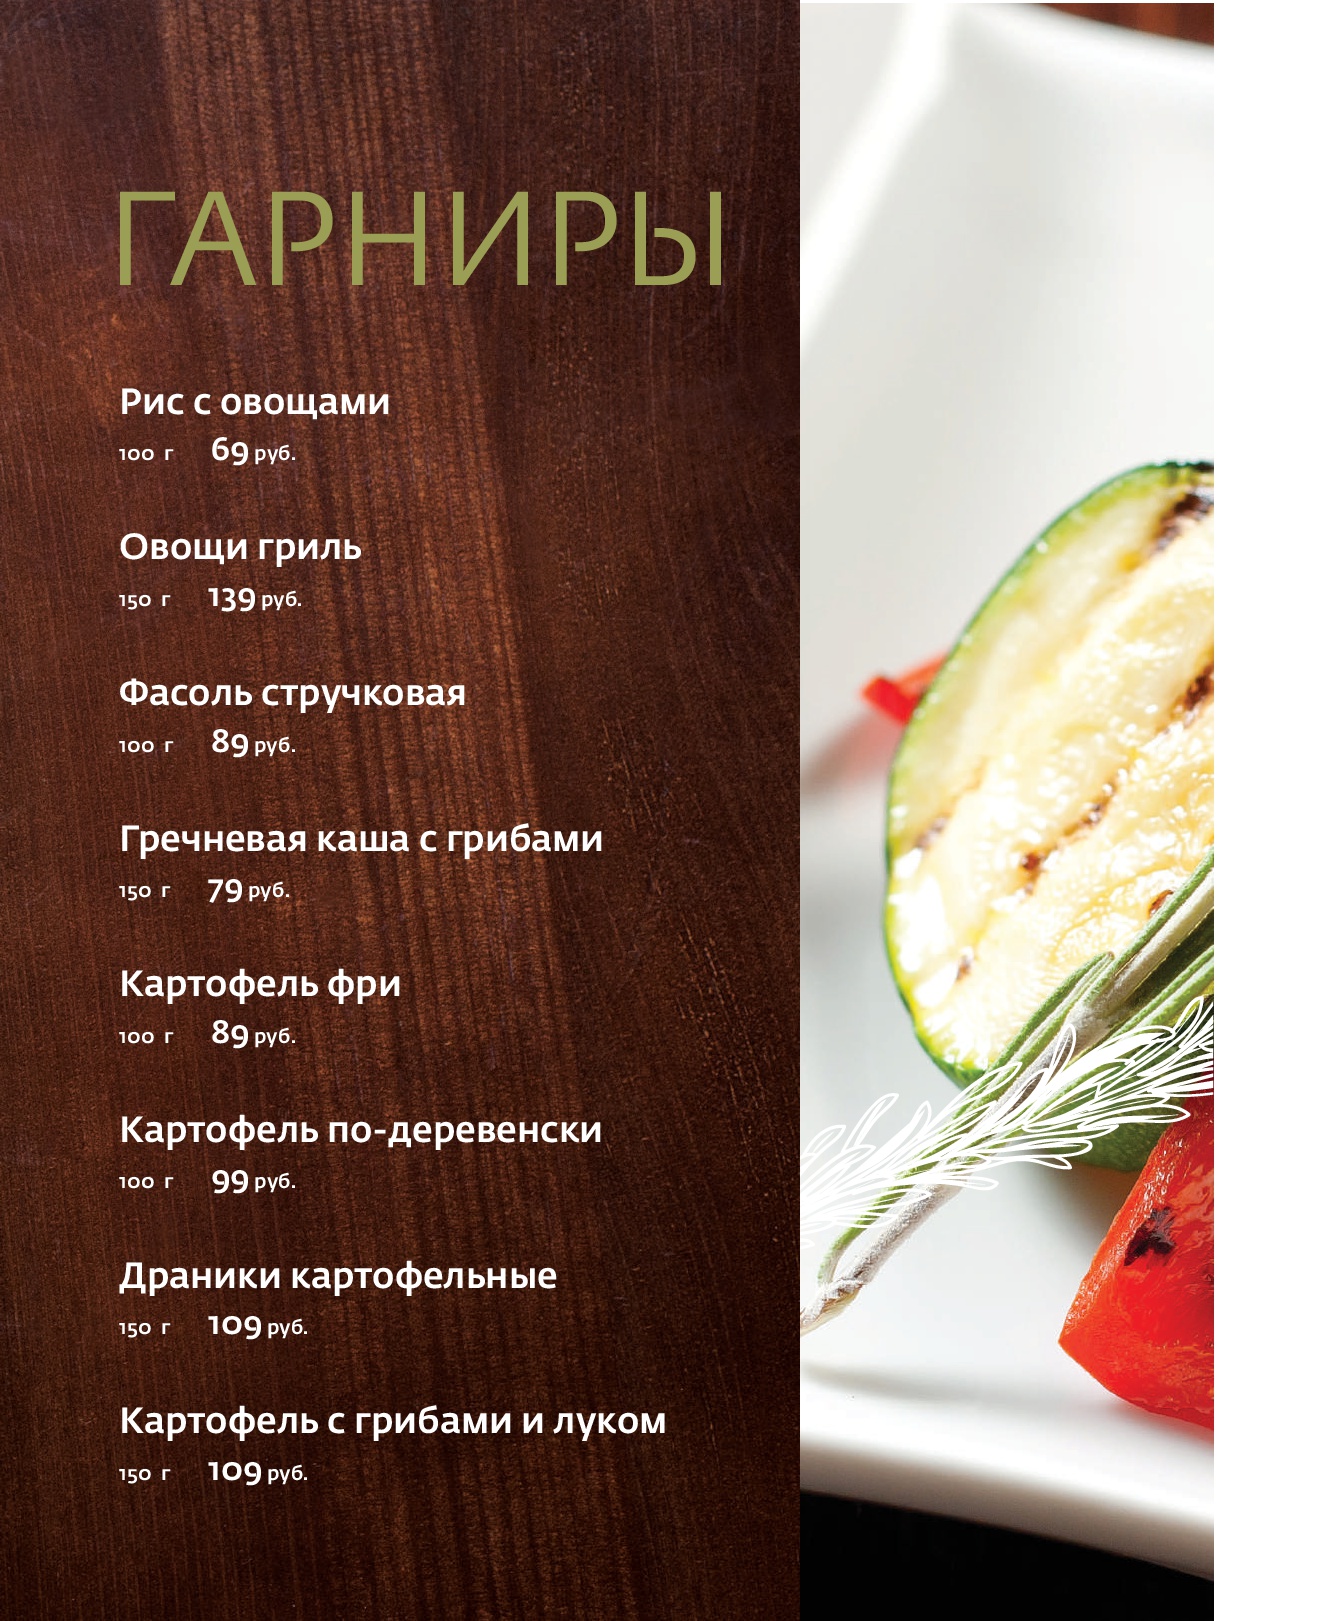 ГАРНИРЫ
Рис с овощами
100 г 69 руб.
Овощи гриль
150 г 139 руб.
Фасоль стручковая
100 г 89 руб.
Гречневая каша с грибами
150 г 79 руб.
Картофель фри
100 г 89 руб.
Картофель по-деревенски
100 г 99 руб.
Драники картофельные
150 г 109 руб.
Картофель с грибами и луком
150 г 109 руб.